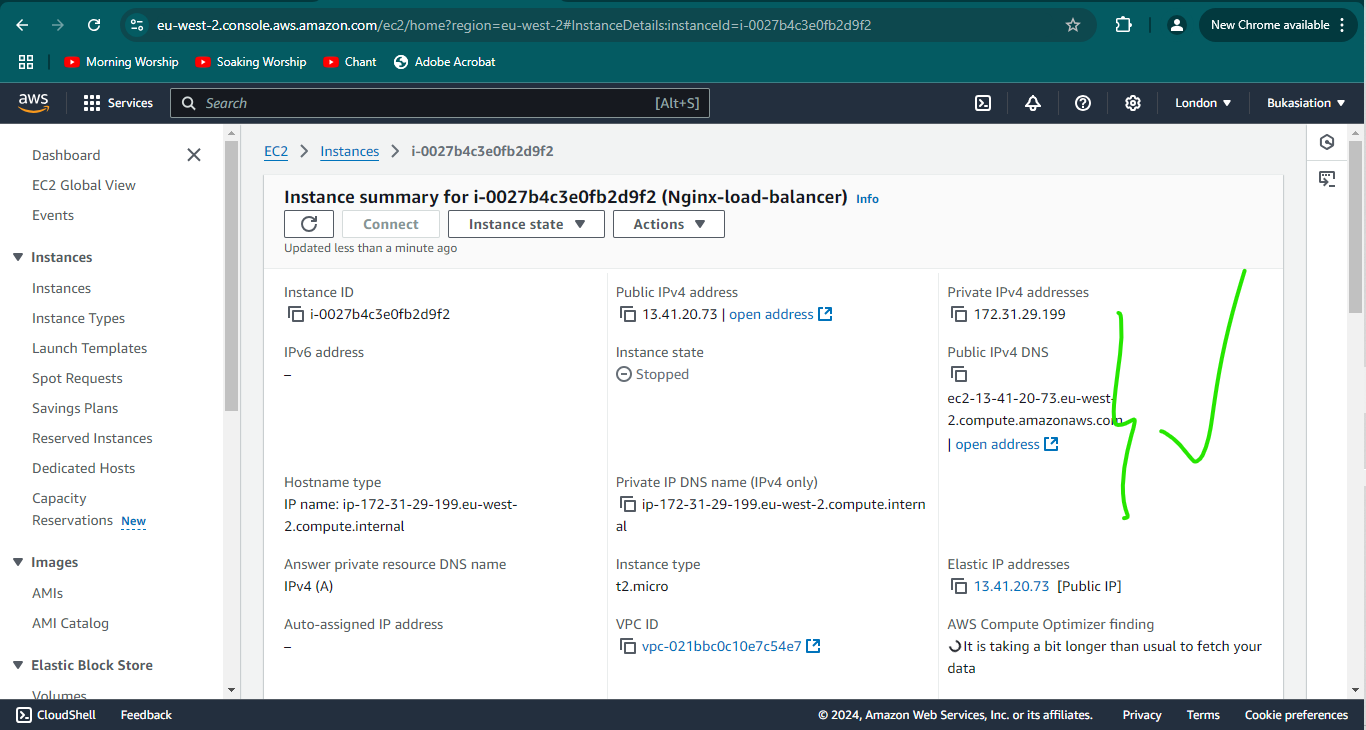 eu-west-2.console.aws.amazon.com/ec2/home?region=eu-west-2#InstanceDetails:instanceId=i-0027b4c3e0fb2d9f2
New Chrome available
Morning Worship
Soaking Worship
Chant
Adobe Acrobat
aws
Services
Search
[Alt+S]
London
Bukasiation
Dashboard
EC2 Global View
Events
Instances
Instances
Instance Types
Launch Templates
Spot Requests
Savings Plans
Reserved Instances
Dedicated Hosts
Capacity
Reservations New
Images
AMIs
AMI Catalog
Elastic Block Store
Volumes
EC2
Instances
i-0027b4c3e0fb2d9f2
Instance summary for i-0027b4c3e0fb2d9f2 (Nginx-load-balancer) Info
Connect
Instance state
Actions
Updated less than a minute ago
Instance ID
i-0027b4c3e0fb2d9f2
Public IPv4 address
13.41.20.73 | open address
Private IPv4 addresses
172.31.29.199
IPv6 address
–
Instance state
Stopped
Public IPv4 DNS
ec2-13-41-20-73.eu-west-
2.compute.amazonaws.com
| open address
Hostname type
IP name: ip-172-31-29-199.eu-west-
2.compute.internal
Private IP DNS name (IPv4 only)
ip-172-31-29-199.eu-west-2.compute.intern
al
Answer private resource DNS name
IPv4 (A)
Instance type
t2.micro
Elastic IP addresses
13.41.20.73 [Public IP]
Auto-assigned IP address
–
VPC ID
vpc-021bbc0c10e7c54e7
AWS Compute Optimizer finding
It is taking a bit longer than usual to fetch your
data
CloudShell
Feedback
© 2024, Amazon Web Services, Inc. or its affiliates.
Privacy
Terms
Cookie preferences